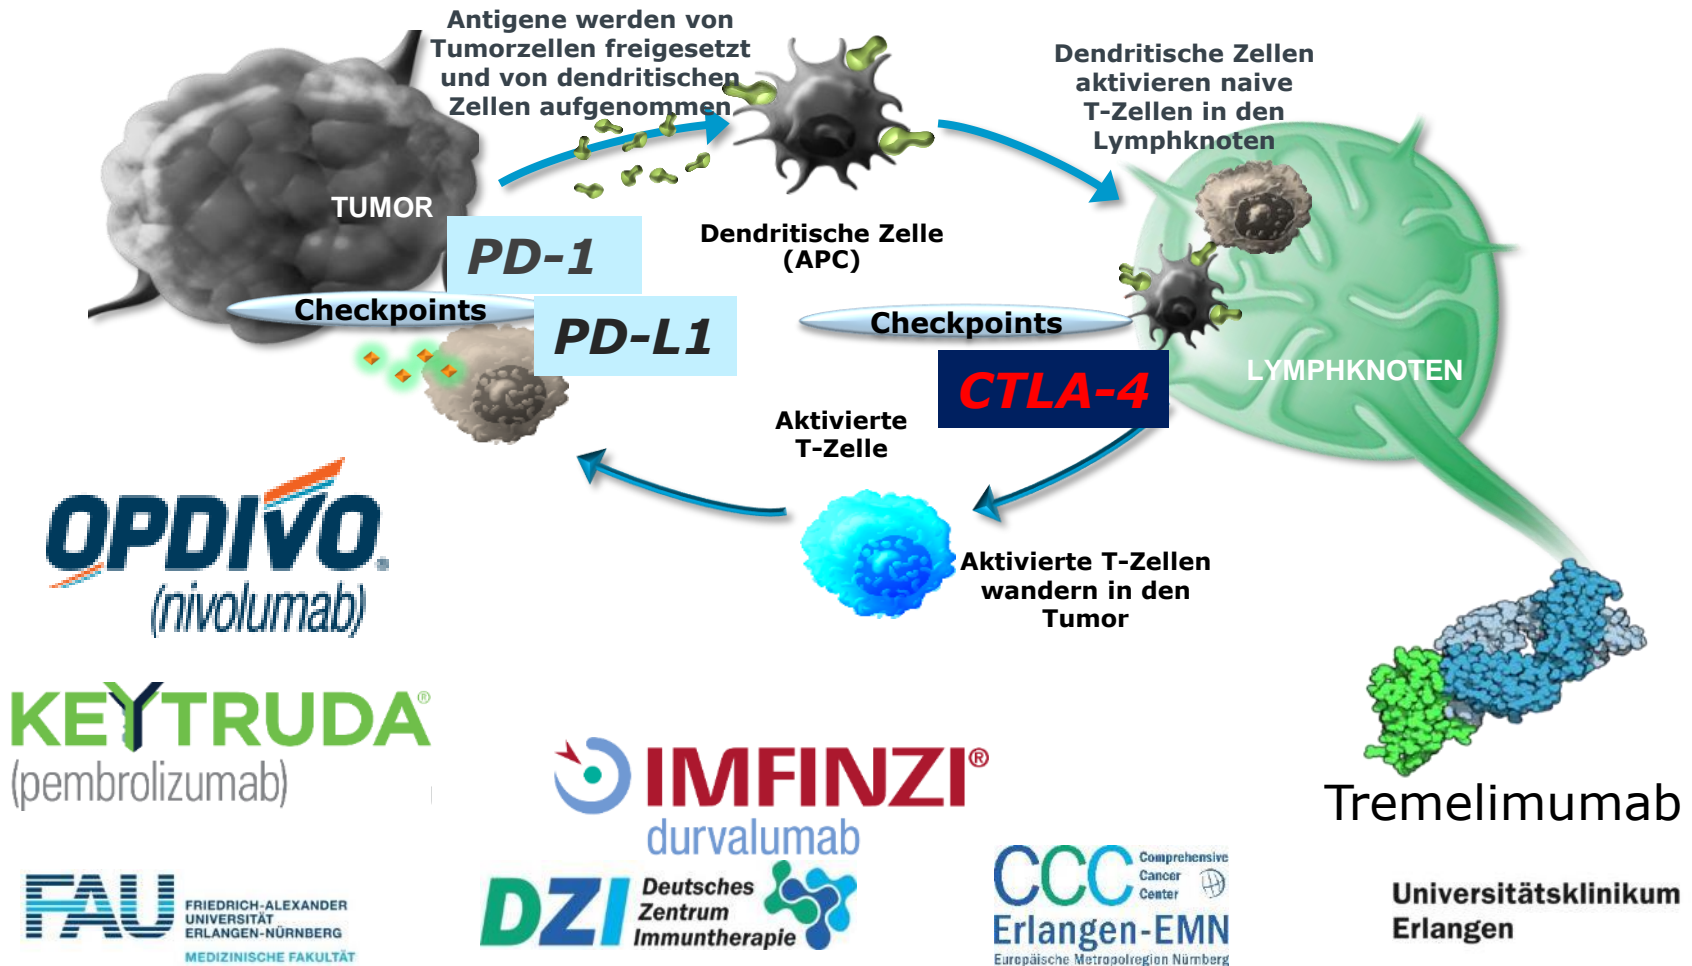 Antigene werden von
Tumorzellen freigesetzt
und von dendritischen
Zellen aufgenommen
Dendritische Zellen
aktivieren naive
T-Zellen in den
Lymphknoten
TUMOR
PD-1
Dendritische Zelle
(APC)
Checkpoints
PD-L1
Checkpoints
CTLA-4
LYMPHKNOTEN
Aktivierte
T-Zelle
Aktivierte T-Zellen
wandern in den
Tumor
OPDIVO®
(nivolumab)
KEYTRUDA®
(pembrolizumab)
IMFINZI®
durvalumab
Tremelimumab
FAU
FRIEDRICH-ALEXANDER
UNIVERSITÄT
ERLANGEN-NÜRNBERG
MEDIZINISCHE FAKULTÄT
DZI
Deutsches
Zentrum
Immuntherapie
CCC
Comprehensive
Cancer
Center
Erlangen-EMN
Europäische Metropolregion Nürnberg
Universitätsklinikum
Erlangen